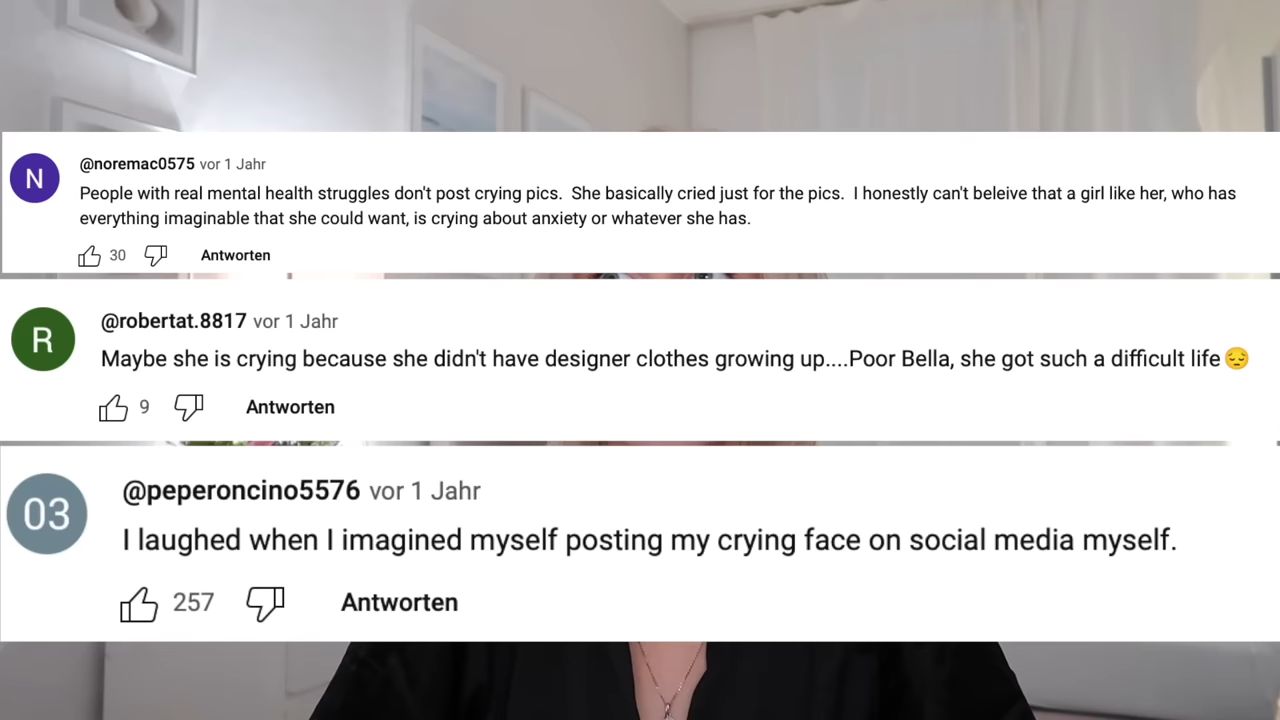 N
@noremac0575 vor 1 Jahr
People with real mental health struggles don't post crying pics.  She basically cried just for the pics.  I honestly can't beleive that a girl like her, who has
everything imaginable that she could want, is crying about anxiety or whatever she has.
30 Antworten
R
@robertat.8817 vor 1 Jahr
Maybe she is crying because she didn't have designer clothes growing up....Poor Bella, she got such a difficult life😔
9 Antworten
03
@peperoncino5576 vor 1 Jahr
I laughed when I imagined myself posting my crying face on social media myself.
257 Antworten